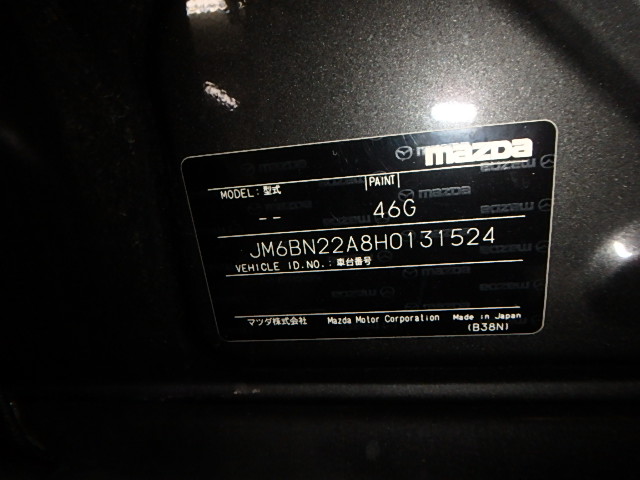 mazda
MODEL:型式 PAINT
-- 46G
JM6BN22A8H0131524
VEHICLE ID.NO.:車台番号
マツダ株式会社 Mazda Motor Corporation Made in Japan
(B38N)